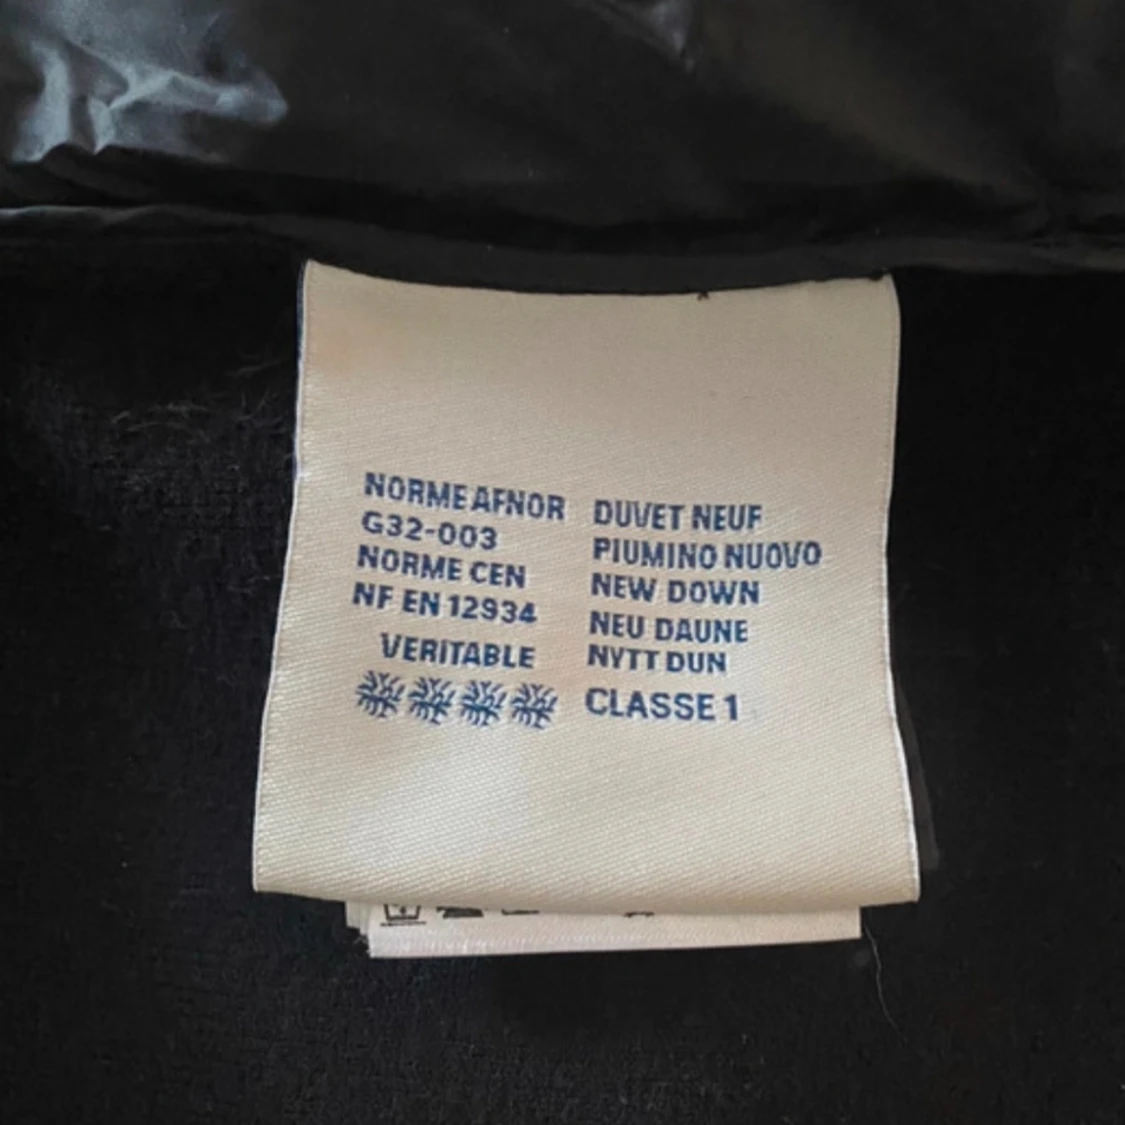 NORME AFNOR
G32-003
NORME CEN
NF EN 12934
VERITABLE
DUVET NEUF
PIUMINO NUOVO
NEW DOWN
NEU DAUNE
NYTT DUN
CLASSE 1